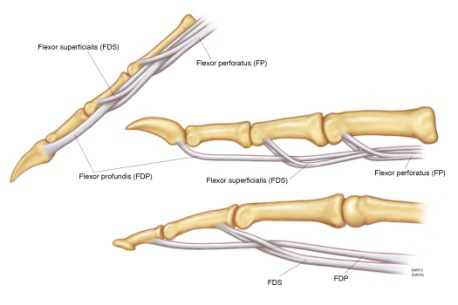 Flexor superficialis (FDS)
Flexor perforatus (FP)
Flexor profundis (FDP)
Flexor superficialis (FDS)
Flexor perforatus (FP)
FDS
FDP